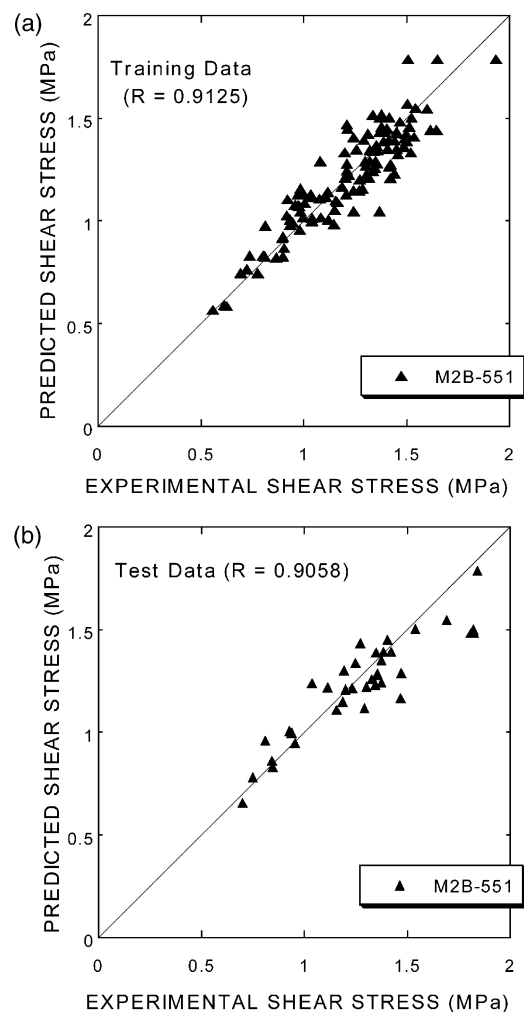 (a)
2
Training Data
(R = 0.9125)
1.5
1
0.5
0
PREDICTED SHEAR STRESS (MPa)
M2B-551
0 0.5 1 1.5 2
EXPERIMENTAL SHEAR STRESS (MPa)
(b)
2
Test Data (R = 0.9058)
1.5
1
0.5
0
PREDICTED SHEAR STRESS (MPa)
M2B-551
0 0.5 1 1.5 2
EXPERIMENTAL SHEAR STRESS (MPa)